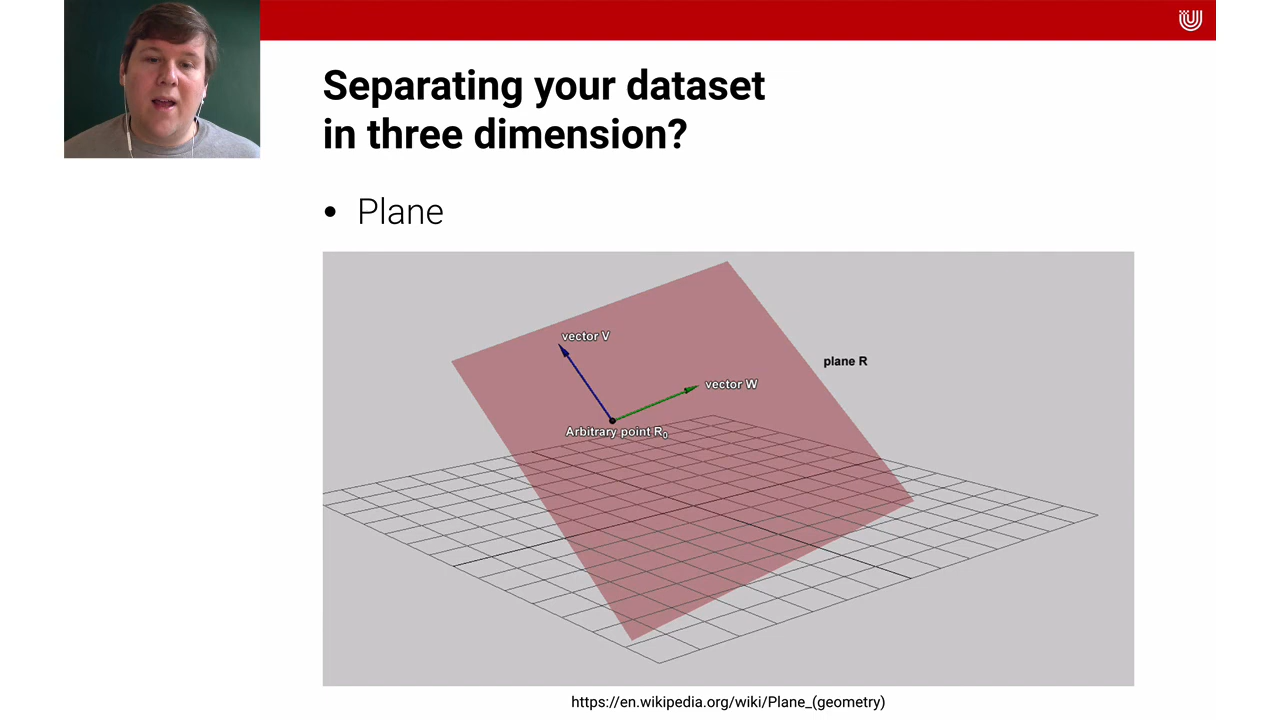 Separating your dataset
in three dimension?
• Plane
vector V
plane R
vector W
Arbitrary point R₀
https://en.wikipedia.org/wiki/Plane_(geometry)